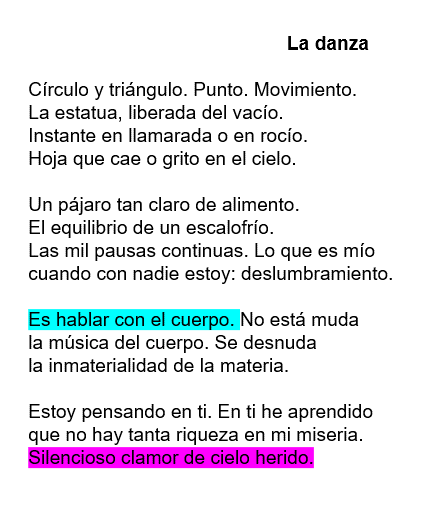 La danza
Círculo y triángulo. Punto. Movimiento.
La estatua, liberada del vacío.
Instante en llamarada o en rocío.
Hoja que cae o grito en el cielo.
Un pájaro tan claro de alimento.
El equilibrio de un escalofrío.
Las mil pausas continuas. Lo que es mío
cuando con nadie estoy: deslumbramiento.
Es hablar con el cuerpo. No está muda
la música del cuerpo. Se desnuda
la inmaterialidad de la materia.
Estoy pensando en ti. En ti he aprendido
que no hay tanta riqueza en mi miseria.
Silencioso clamor de cielo herido.